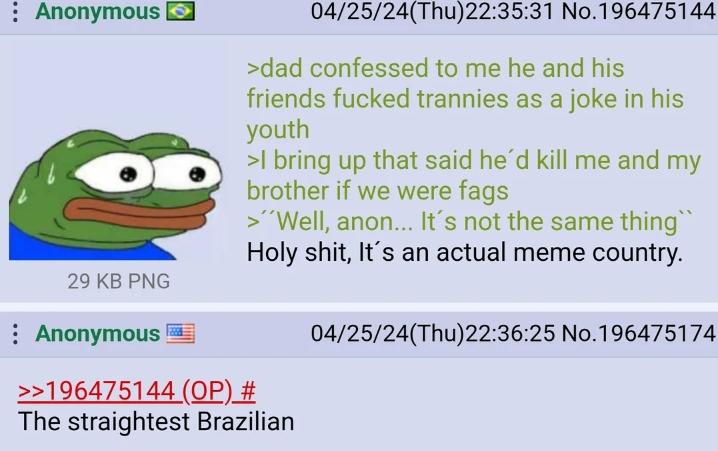 Anonymous 04/25/24(Thu)22:35:31 No.196475144
>dad confessed to me he and his
friends fucked trannies as a joke in his
youth
>I bring up that said he´d kill me and my
brother if we were fags
>´´Well, anon... It´s not the same thing``
Holy shit, It´s an actual meme country.
29 KB PNG
Anonymous 04/25/24(Thu)22:36:25 No.196475174
>>196475144 (OP) #
The straightest Brazilian